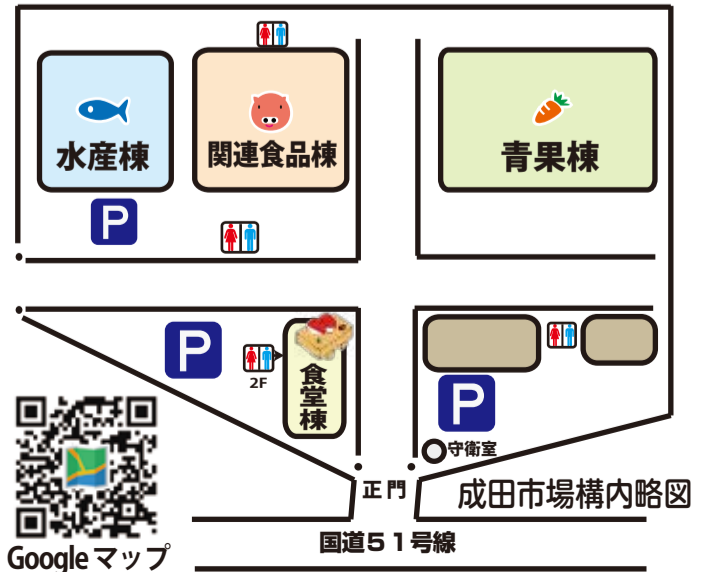 水産棟
関連食品棟
青果棟
P
P
2F
食堂棟
P
守衛室
正門
成田市場構内略図
国道51号線
Googleマップ